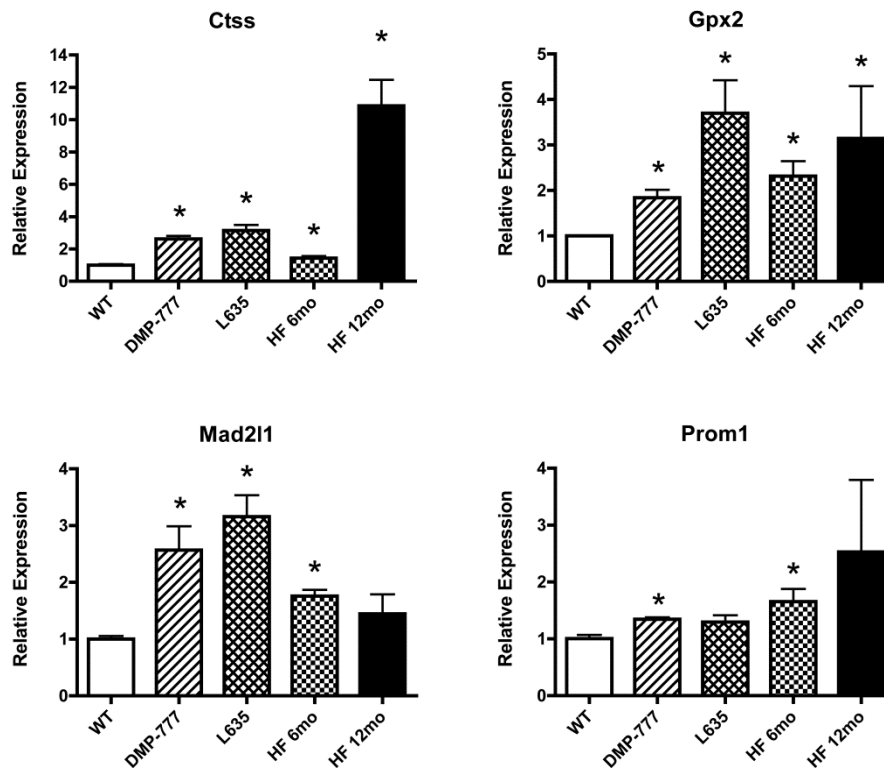 Ctss
Relative Expression
14
12
10
8
6
4
2
0
*
*
*
*
WT
DMP-777
L635
HF 6mo
HF 12mo
Gpx2
Relative Expression
5
4
3
2
1
0
*
*
*
*
WT
DMP-777
L635
HF 6mo
HF 12mo
Mad2l1
Relative Expression
4
3
2
1
0
*
*
*
WT
DMP-777
L635
HF 6mo
HF 12mo
Prom1
Relative Expression
4
3
2
1
0
*
*
WT
DMP-777
L635
HF 6mo
HF 12mo